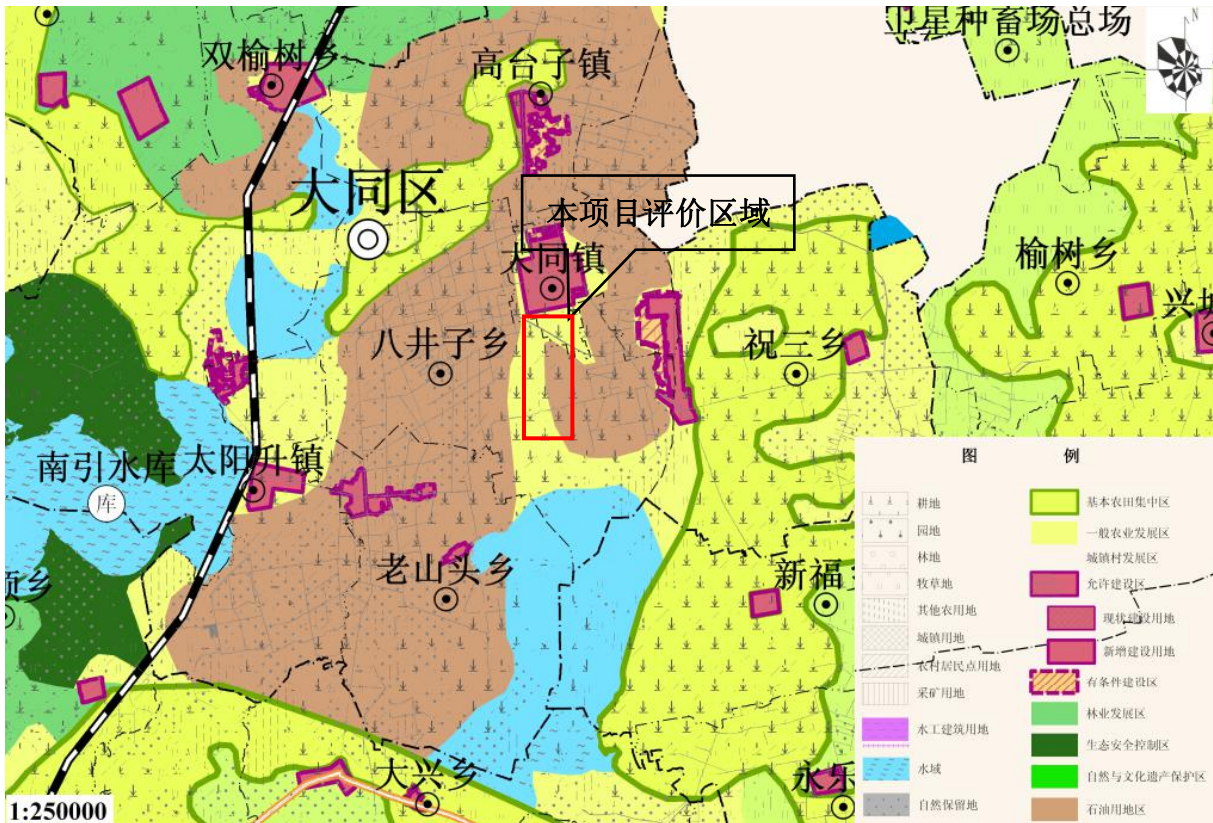 双榆树乡
高台子镇
卫星种畜场总场
N
大同区
本项目评价区域
大同镇
榆树乡
八井子乡
祝三乡
南引水库
库
太阳升镇
老山头乡
新福
大兴乡
永乐
1:250000
图 例
耕地
园地
林地
牧草地
其他农用地
城镇用地
农村居民点用地
采矿用地
水工建筑用地
水域
自然保留地
基本农田集中区
一般农业发展区
城镇村发展区
允许建设区
现状建设用地
新增建设用地
有条件建设区
林业发展区
生态安全控制区
自然与文化遗产保护区
石油用地区